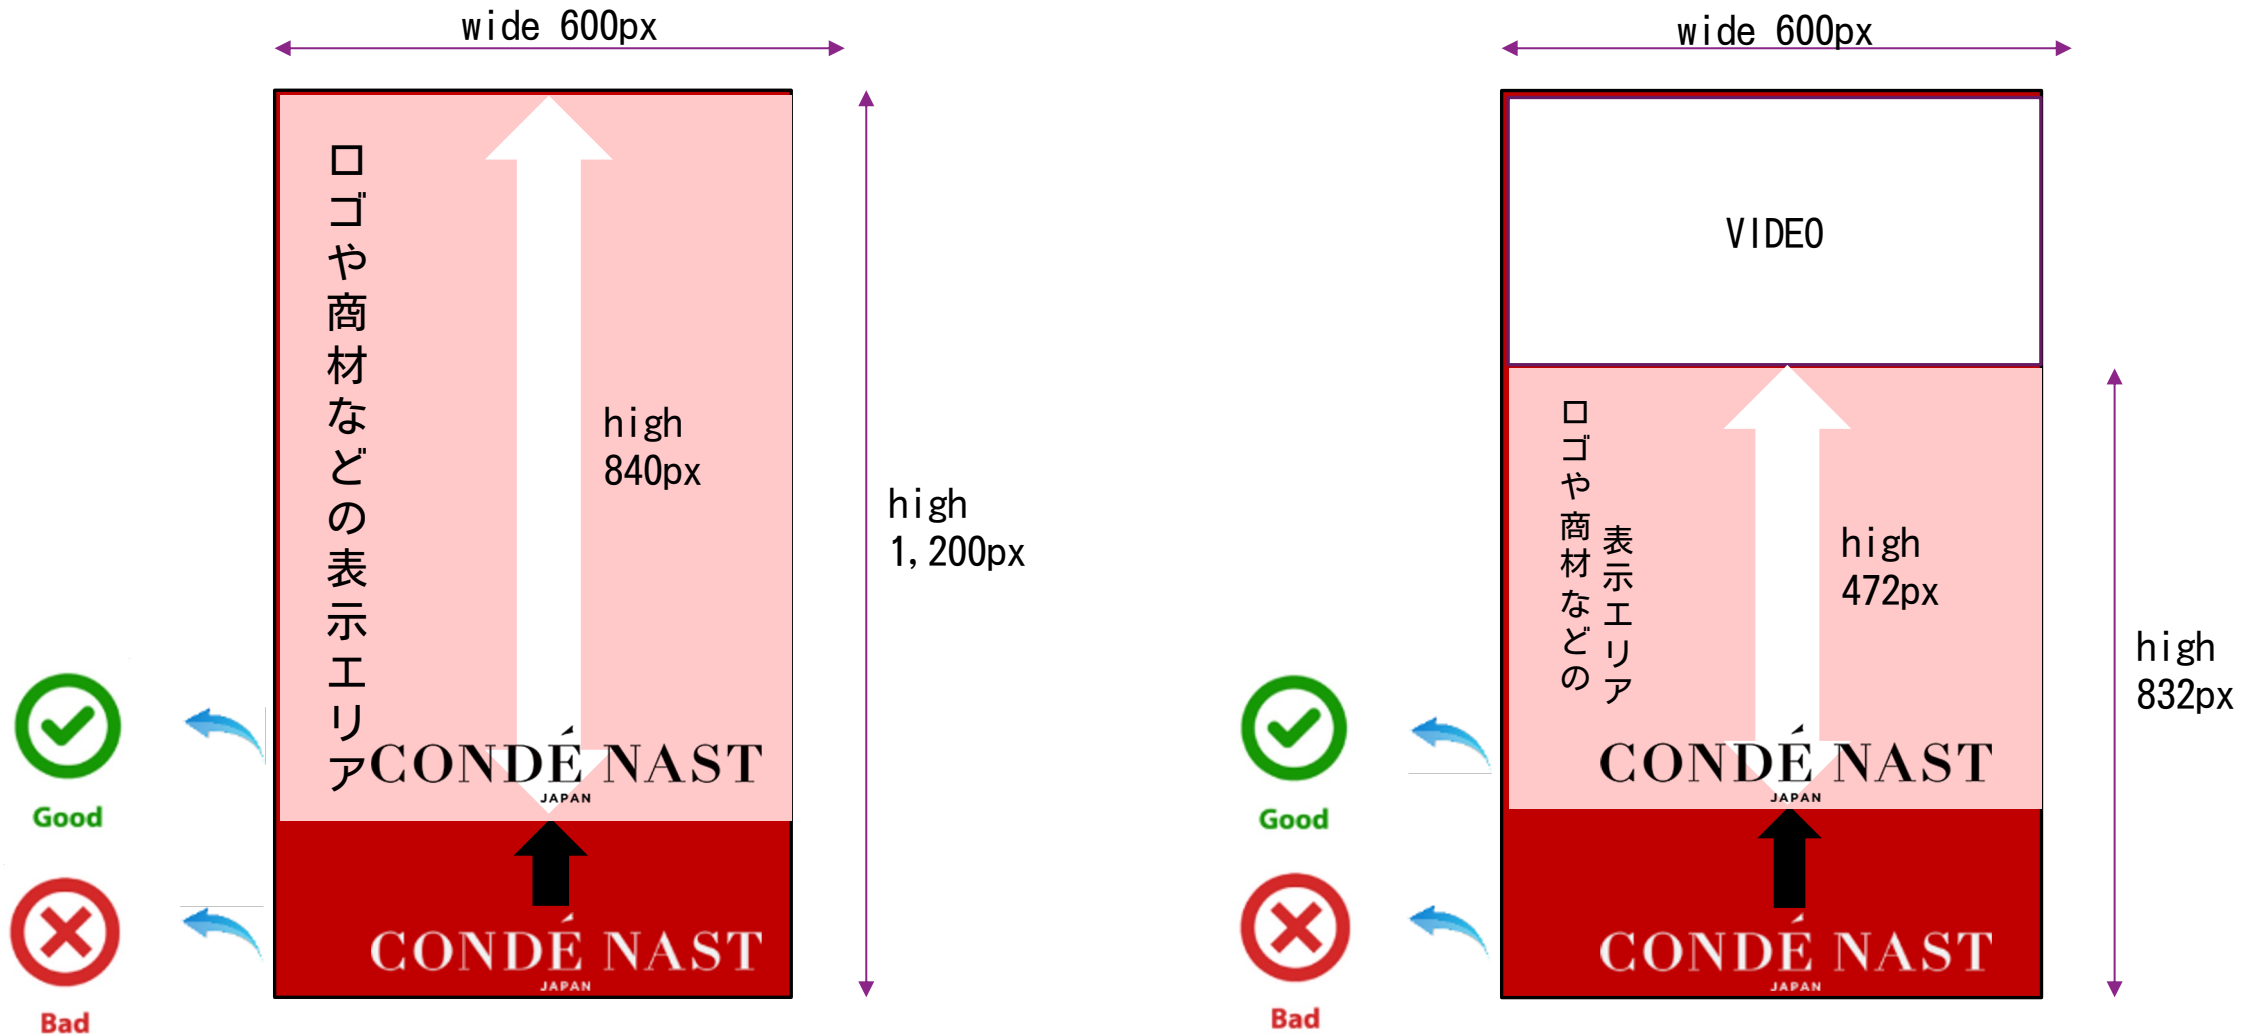 wide 600px
ロゴや商材などの表示エリア
high
840px
high
1,200px
CONDÉ NAST
JAPAN
Good
CONDÉ NAST
JAPAN
Bad
wide 600px
VIDEO
ロゴや商材などの
表示エリア
high
472px
high
832px
CONDÉ NAST
JAPAN
Good
CONDÉ NAST
JAPAN
Bad